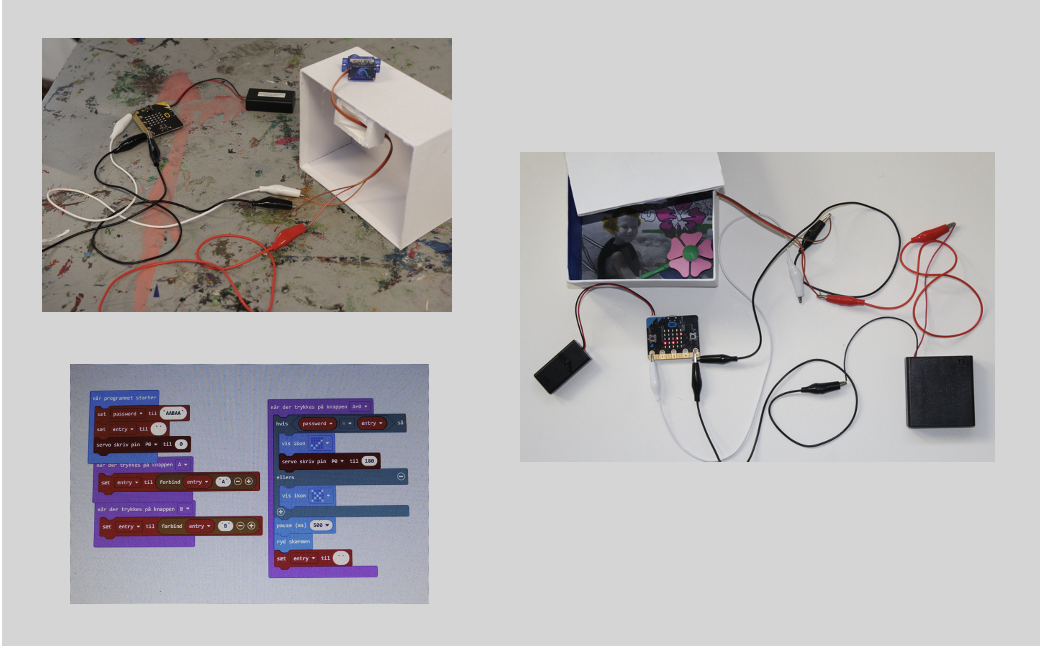 når programmet starter
sæt password til "AABAA"
sæt entry til " "
servo skriv pin P0 til 0
når der trykkes på knappen A
sæt entry til forbind entry "A"
når der trykkes på knappen B
sæt entry til forbind entry "B"
når der trykkes på knappen A+B
hvis password = entry så
vis ikon
servo skriv pin P0 til 180
ellers
vis ikon
pause (ms) 500
ryd skærmen
sæt entry til " "